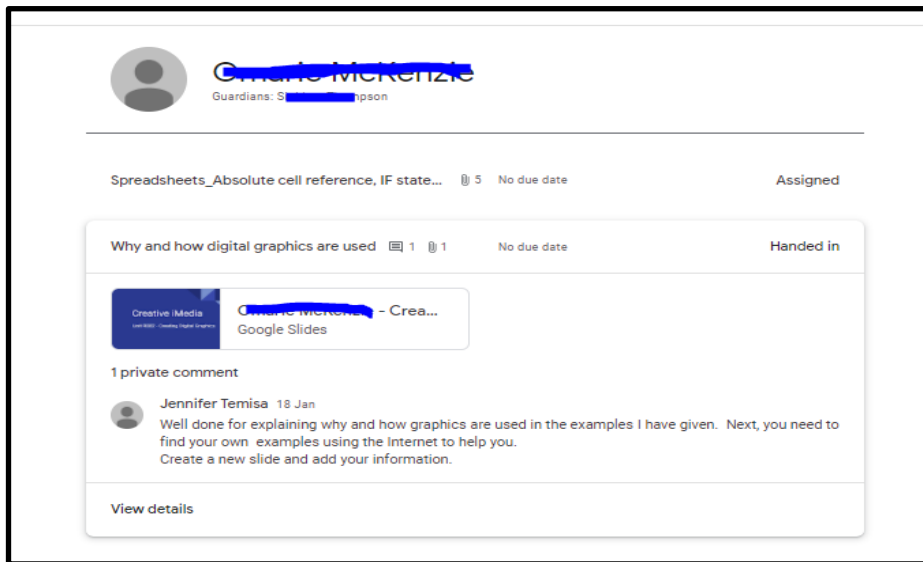 Guardians:
Spreadsheets_Absolute cell reference, IF state... 5 No due date Assigned
Why and how digital graphics are used 1 1 No due date Handed in
Creative iMedia
Creating Digital Graphics
- Crea...
Google Slides
1 private comment
Jennifer Temisa 18 Jan
Well done for explaining why and how graphics are used in the examples I have given. Next, you need to
find your own examples using the Internet to help you.
Create a new slide and add your information.
View details